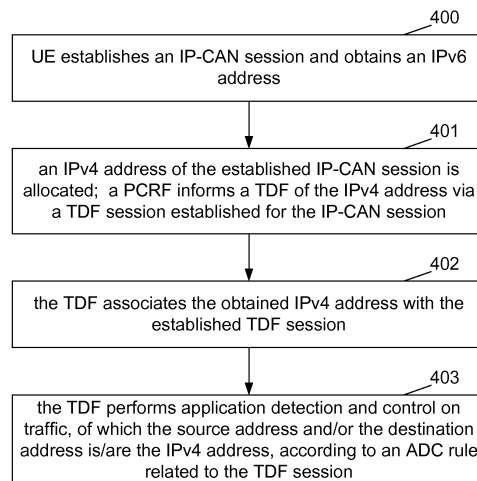 400
UE establishes an IP-CAN session and obtains an IPv6
address
401
an IPv4 address of the established IP-CAN session is
allocated; a PCRF informs a TDF of the IPv4 address via
a TDF session established for the IP-CAN session
402
the TDF associates the obtained IPv4 address with the
established TDF session
403
the TDF performs application detection and control on
traffic, of which the source address and/or the destination
address is/are the IPv4 address, according to an ADC rule
related to the TDF session